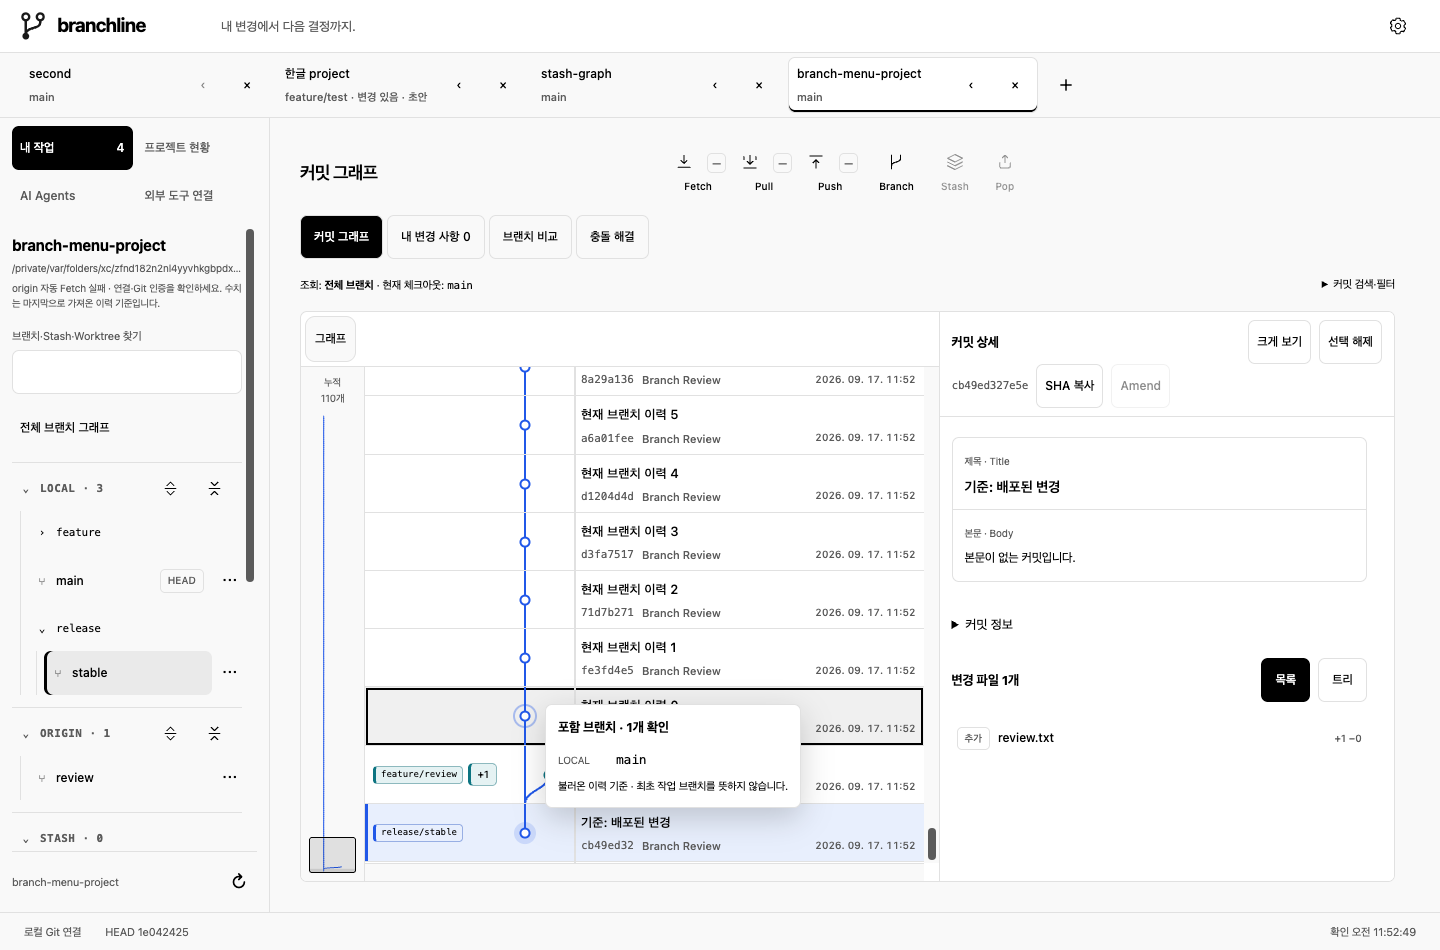 branchline
내 변경에서 다음 결정까지.
second
main
한글 project
feature/test · 변경 있음 · 초안
stash-graph
main
branch-menu-project
main
내 작업 4
프로젝트 현황
AI Agents
외부 도구 연결
branch-menu-project
/private/var/folders/xc/zfnd182n2nl4yyvhkgbpdx...
origin 자동 Fetch 실패 · 연결·Git 인증을 확인하세요. 수치
는 마지막으로 가져온 이력 기준입니다.
브랜치·Stash·Worktree 찾기
전체 브랜치 그래프
LOCAL · 3
feature
main HEAD
release
stable
ORIGIN · 1
review
STASH · 0
branch-menu-project
커밋 그래프
Fetch
Pull
Push
Branch
Stash
Pop
커밋 그래프
내 변경 사항 0
브랜치 비교
충돌 해결
조회: 전체 브랜치 · 현재 체크아웃: main
커밋 검색·필터
그래프
누적
110개
8a29a136 Branch Review 2026. 09. 17. 11:52
현재 브랜치 이력 5
a6a01fee Branch Review 2026. 09. 17. 11:52
현재 브랜치 이력 4
d1204d4d Branch Review 2026. 09. 17. 11:52
현재 브랜치 이력 3
d3fa7517 Branch Review 2026. 09. 17. 11:52
현재 브랜치 이력 2
71d7b271 Branch Review 2026. 09. 17. 11:52
현재 브랜치 이력 1
fe3fd4e5 Branch Review 2026. 09. 17. 11:52
2026. 09. 17. 11:52
포함 브랜치 · 1개 확인
LOCAL main
불러온 이력 기준 · 최초 작업 브랜치를 뜻하지 않습니다.
feature/review +1
2026. 09. 17. 11:52
release/stable
기준: 배포된 변경
cb49ed32 Branch Review 2026. 09. 17. 11:52
커밋 상세
크게 보기
선택 해제
cb49ed327e5e
SHA 복사
Amend
제목 · Title
기준: 배포된 변경
본문 · Body
본문이 없는 커밋입니다.
커밋 정보
변경 파일 1개
목록
트리
추가 review.txt +1 −0
로컬 Git 연결
HEAD 1e042425
확인 오전 11:52:49